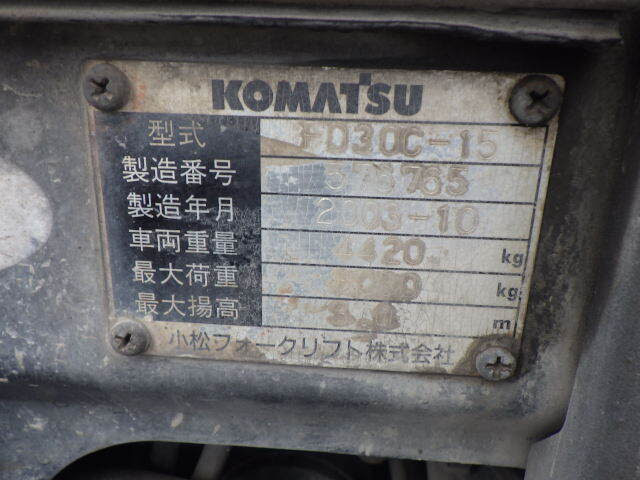 KOMATSU
型式 FD30C-15
製造番号
製造年月 2003-10
車両重量 4420 kg
最大荷重 kg
最大揚高 m
小松フォークリフト株式会社